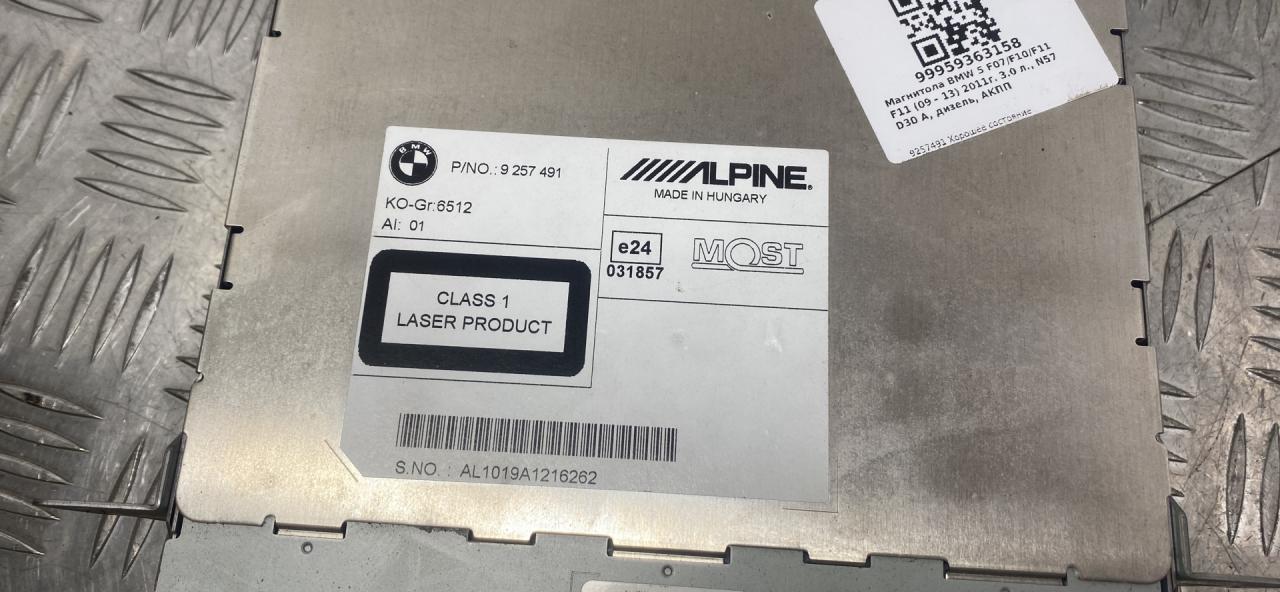 99959363158
Магнитола BMW 5 F07/F10/F11
F11 (09 - 13) 2011г. 3.0 л., N57
D30 A, дизель, АКПП
9257491 Хорошее состояние
BMW
P/NO.: 9 257 491
KO-Gr:6512
AI: 01
ALPINE
MADE IN HUNGARY
e24
031857
MOST
CLASS 1
LASER PRODUCT
S.NO. : AL1019A1216262